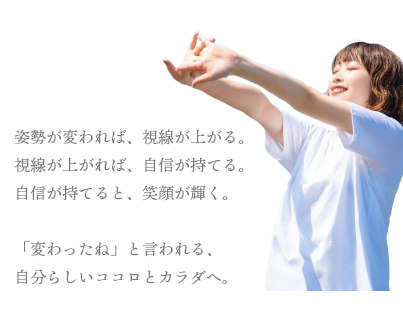 姿勢が変われば、視線が上がる。
視線が上がれば、自信が持てる。
自信が持てると、笑顔が輝く。
「変わったね」と言われる、
自分らしいココロとカラダへ。